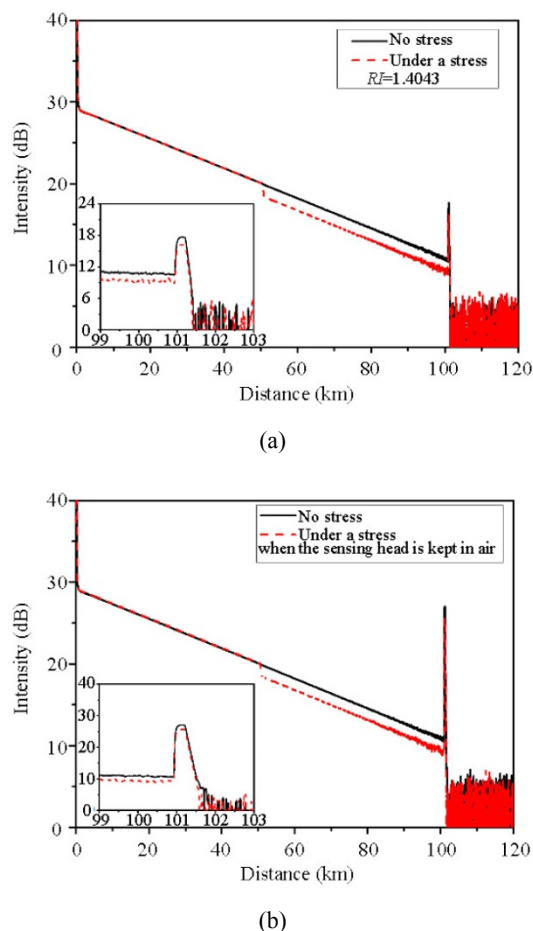 No stress
Under a stress
RI=1.4043
40
30
20
10
0
Intensity (dB)
24
18
12
6
0
99 100 101 102 103
0 20 40 60 80 100 120
Distance (km)
(a)
No stress
Under a stress
when the sensing head is kept in air
40
30
20
10
0
Intensity (dB)
40
30
20
10
0
99 100 101 102 103
0 20 40 60 80 100 120
Distance (km)
(b)